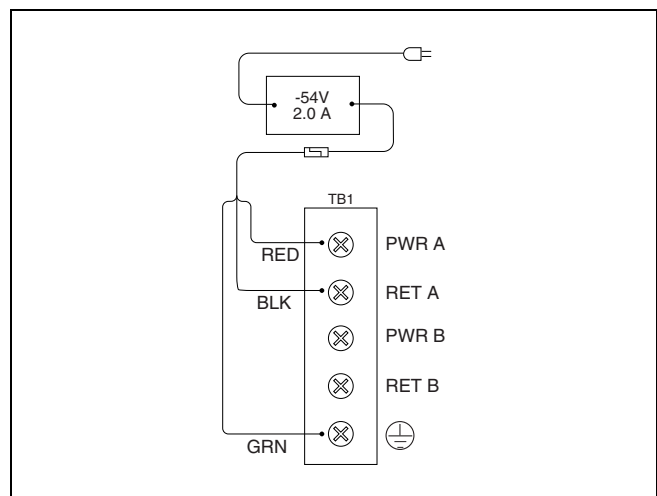 -54V
2.0 A
TB1
RED
PWR A
BLK
RET A
PWR B
RET B
GRN